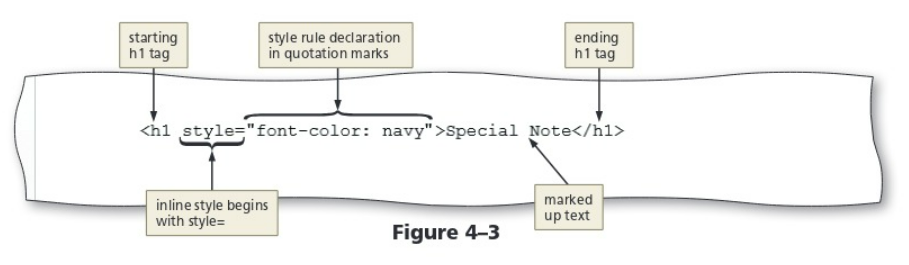 starting
h1 tag
style rule declaration
in quotation marks
ending
h1 tag
<h1 style="font-color: navy">Special Note</h1>
inline style begins
with style=
marked
up text
Figure 4–3